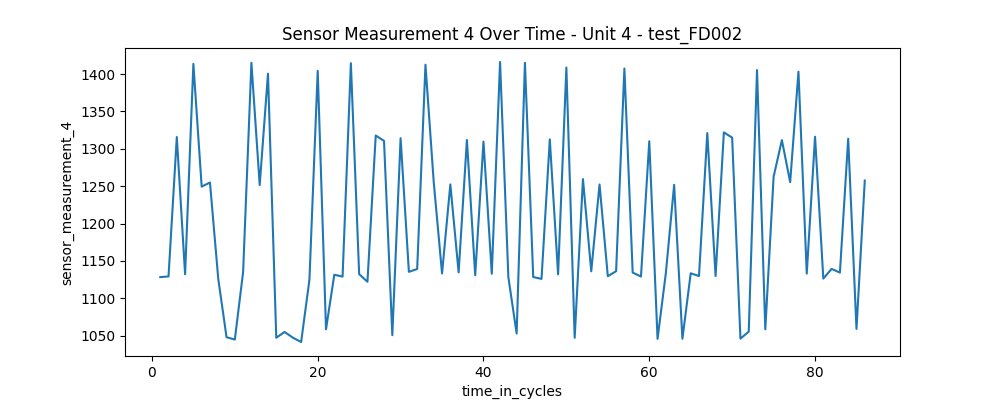 Sensor Measurement 4 Over Time - Unit 4 - test_FD002
sensor_measurement_4
1400
1350
1300
1250
1200
1150
1100
1050
0 20 40 60 80
time_in_cycles